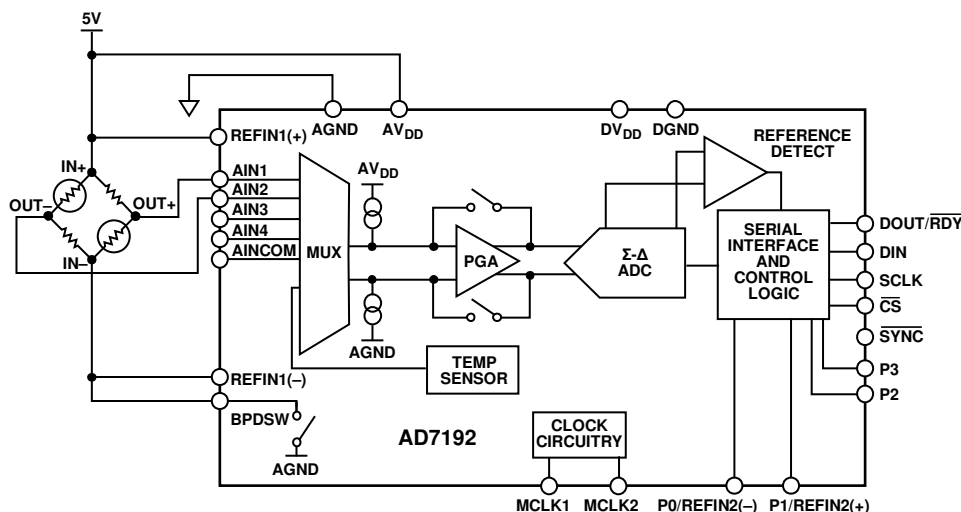 5V
AGND
AVDD
DVDD
DGND
REFIN1(+)
REFERENCE
DETECT
IN+
OUT–
OUT+
IN–
AIN1
AIN2
AIN3
AIN4
AINCOM
MUX
AVDD
AGND
PGA
Σ-Δ
ADC
SERIAL
INTERFACE
AND
CONTROL
LOGIC
DOUT/RDY
DIN
SCLK
CS
SYNC
P3
P2
TEMP
SENSOR
REFIN1(–)
BPDSW
AGND
AD7192
CLOCK
CIRCUITRY
MCLK1
MCLK2
P0/REFIN2(–)
P1/REFIN2(+)